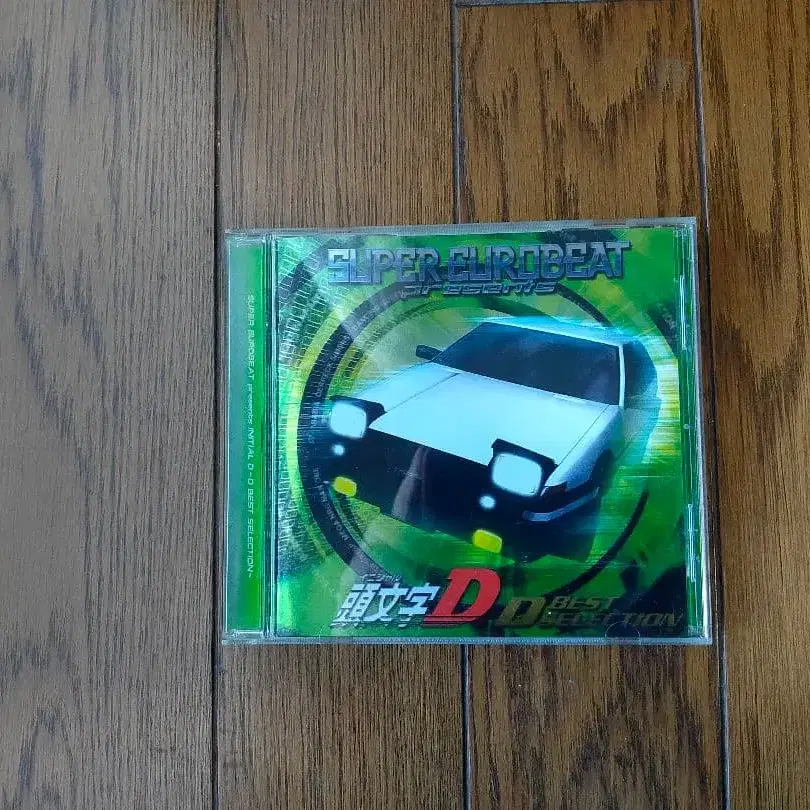 SUPER EUROBEAT presents INITIAL D ~D BEST SELECTION~
SUPER EUROBEAT
presents
イニシャル
頭文字D
D BEST
SELECTION